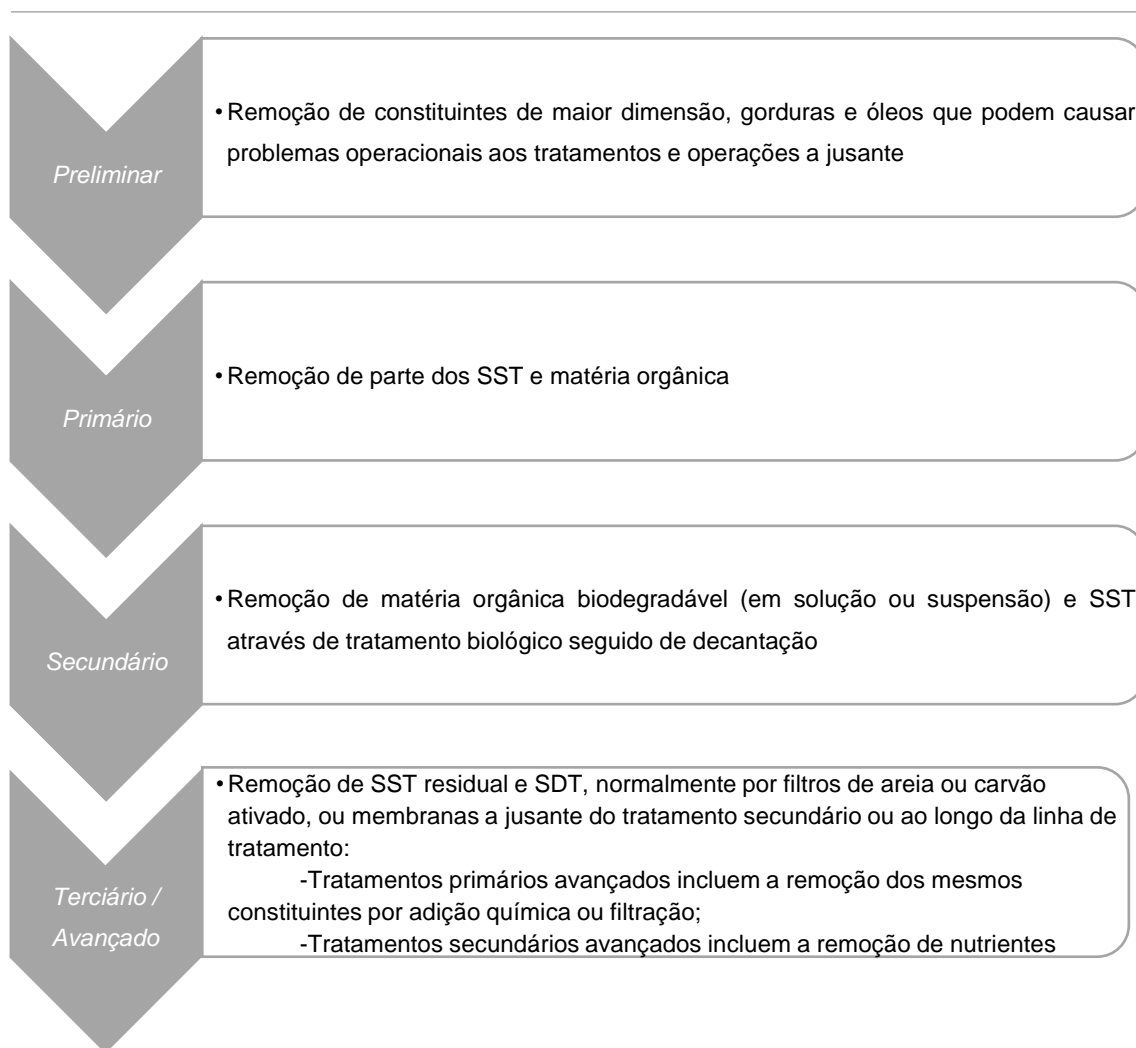 Preliminar
• Remoção de constituintes de maior dimensão, gorduras e óleos que podem causar
problemas operacionais aos tratamentos e operações a jusante
Primário
• Remoção de parte dos SST e matéria orgânica
Secundário
• Remoção de matéria orgânica biodegradável (em solução ou suspensão) e SST
através de tratamento biológico seguido de decantação
Terciário /
Avançado
• Remoção de SST residual e SDT, normalmente por filtros de areia ou carvão
ativado, ou membranas a jusante do tratamento secundário ou ao longo da linha de
tratamento:
-Tratamentos primários avançados incluem a remoção dos mesmos
constituintes por adição química ou filtração;
-Tratamentos secundários avançados incluem a remoção de nutrientes